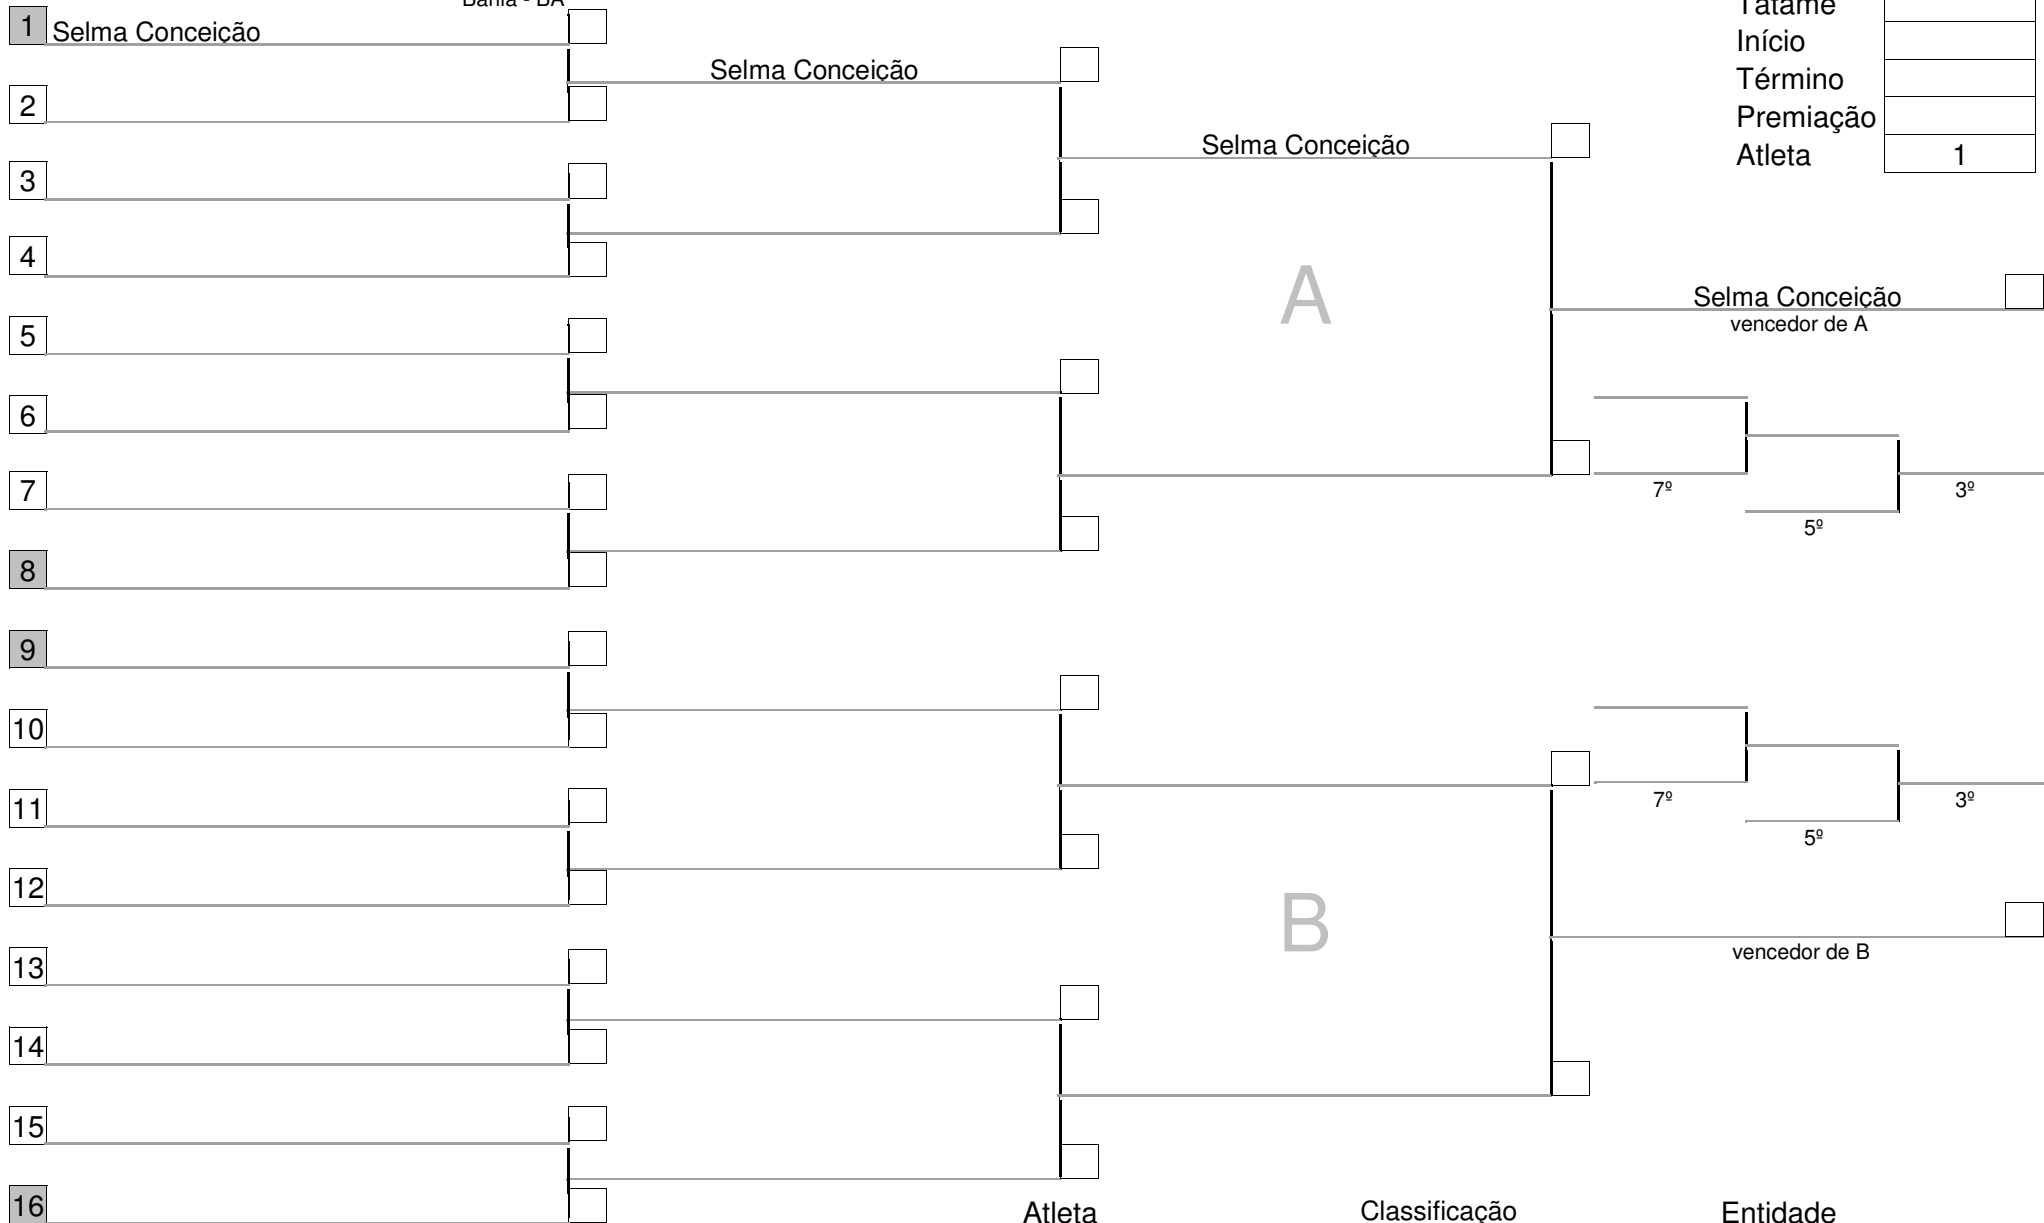 Bahia - BA
Tatame
1 Selma Conceição
Início
Selma Conceição
Término
2
Premiação
Selma Conceição
Atleta 1
3
4
A
Selma Conceição
vencedor de A
5
6
7
7º 3º
5º
8
9
10
11
7º 3º
5º
12
B
vencedor de B
13
14
15
16
Atleta Classificação Entidade